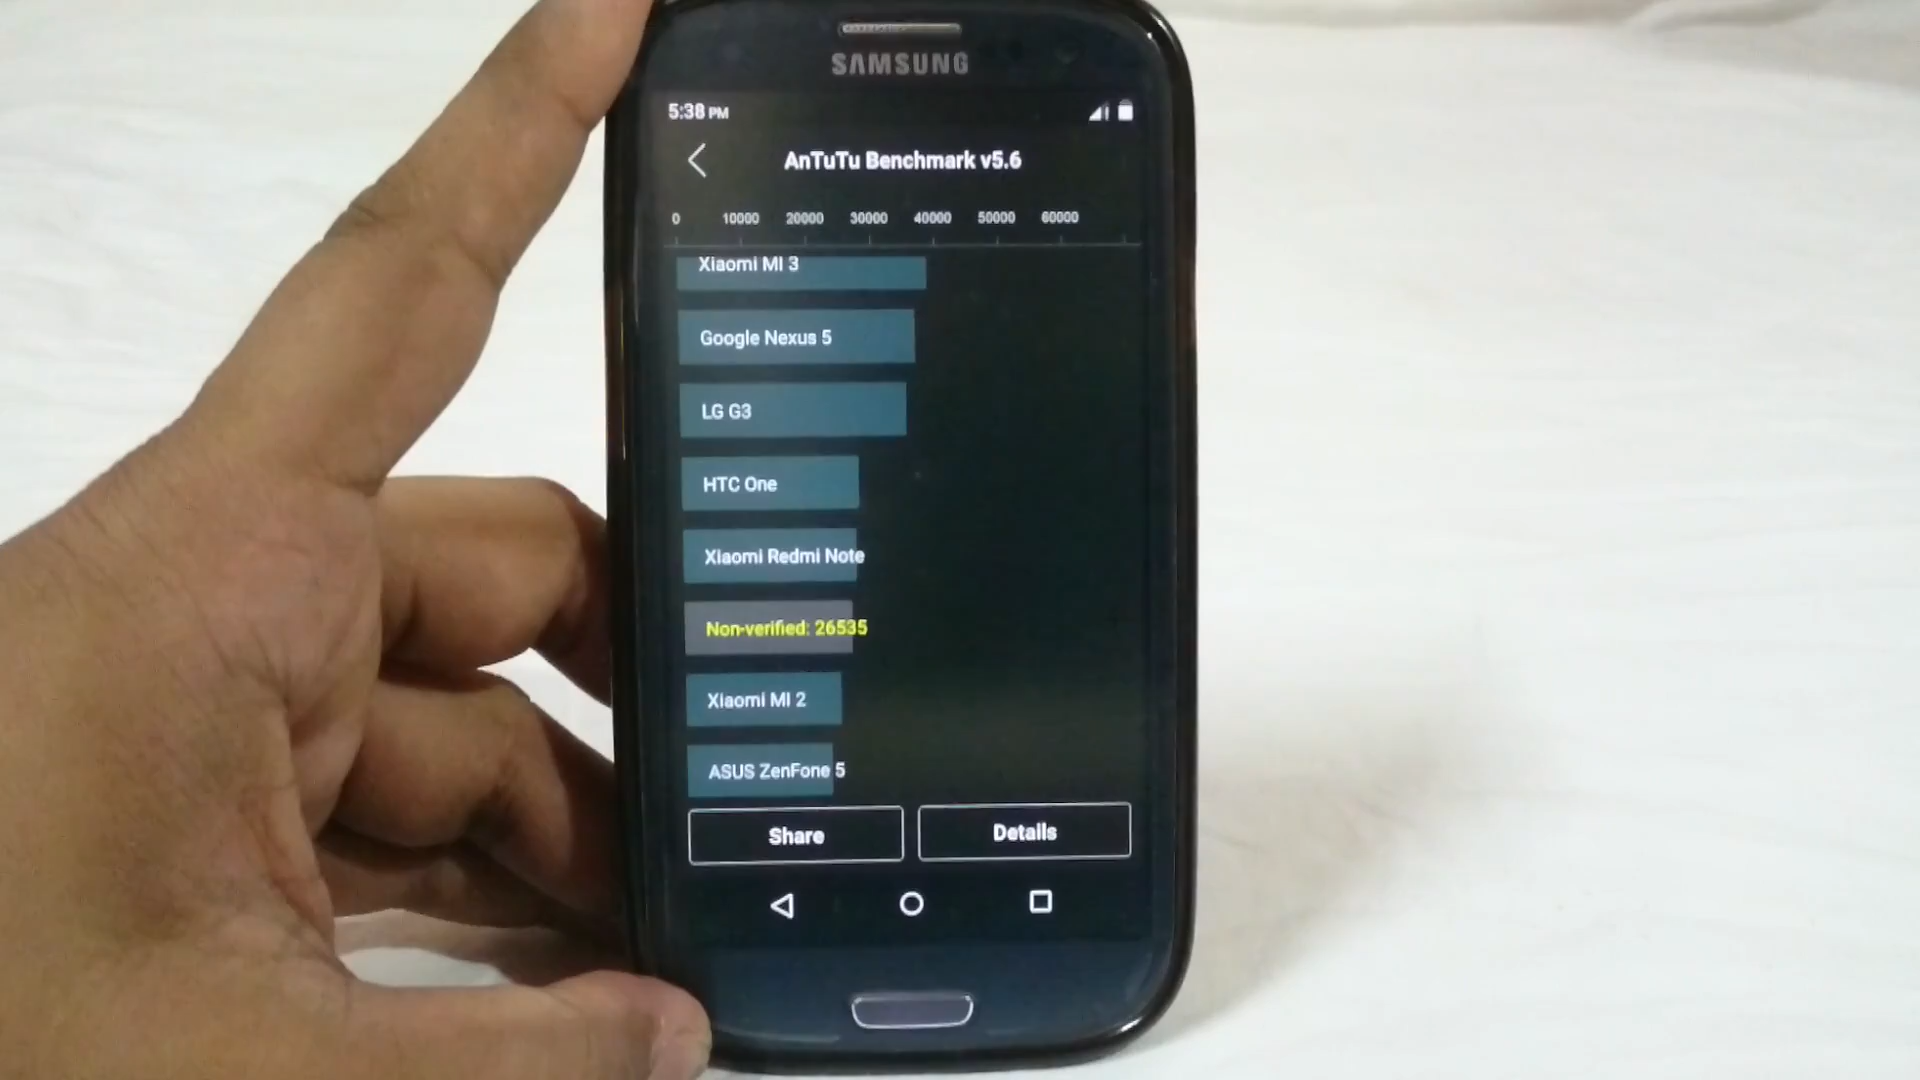 SAMSUNG
5:38 PM
AnTuTu Benchmark v5.6
0 10000 20000 30000 40000 50000 60000
Xiaomi MI 3
Google Nexus 5
LG G3
HTC One
Xiaomi Redmi Note
Non-verified: 26535
Xiaomi MI 2
ASUS ZenFone 5
Share Details